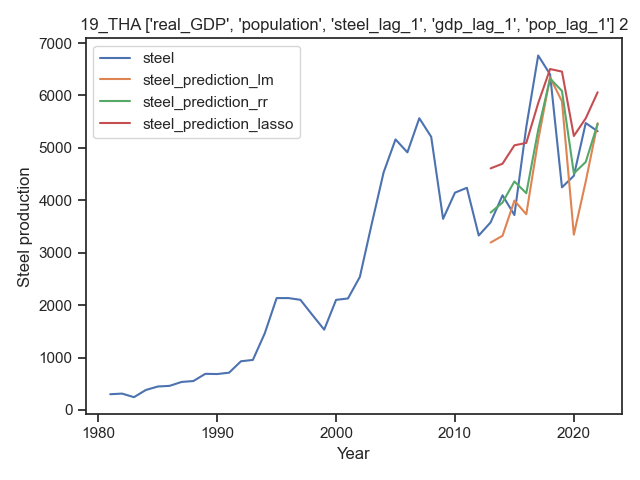 19_THA ['real_GDP', 'population', 'steel_lag_1', 'gdp_lag_1', 'pop_lag_1'] 2
7000
6000
5000
4000
3000
2000
1000
0
Steel production
steel
steel_prediction_lm
steel_prediction_rr
steel_prediction_lasso
1980 1990 2000 2010 2020
Year